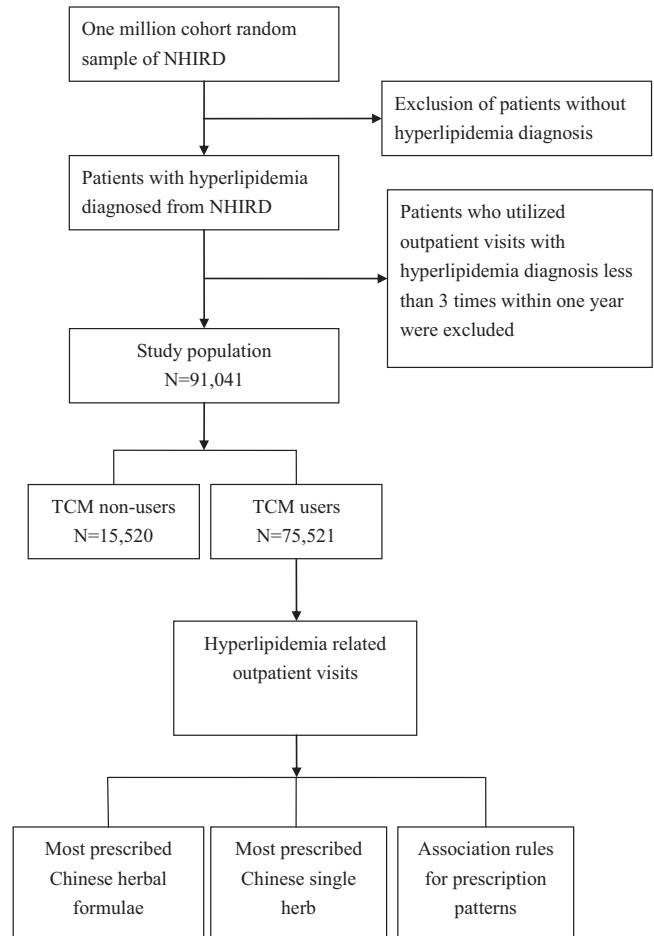 One million cohort random
sample of NHIRD
Exclusion of patients without
hyperlipidemia diagnosis
Patients with hyperlipidemia
diagnosed from NHIRD
Patients who utilized
outpatient visits with
hyperlipidemia diagnosis less
than 3 times within one year
were excluded
Study population
N=91,041
TCM non-users
N=15,520
TCM users
N=75,521
Hyperlipidemia related
outpatient visits
Most prescribed
Chinese herbal
formulae
Most prescribed
Chinese single
herb
Association rules
for prescription
patterns